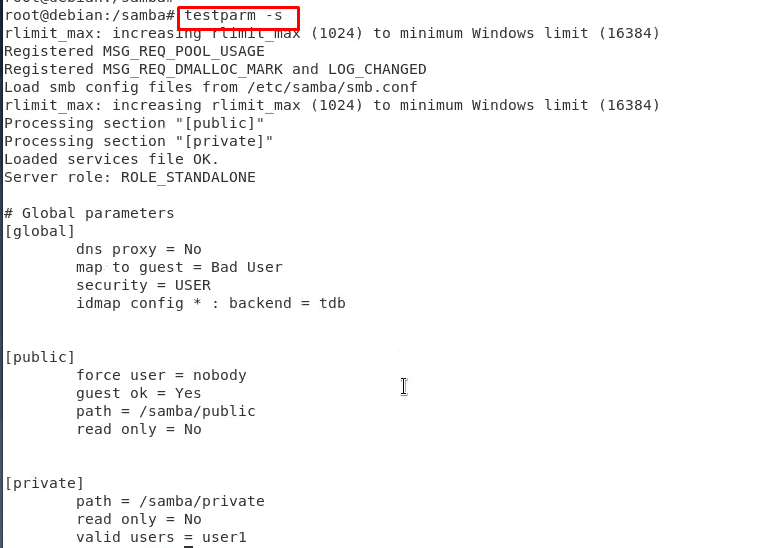 root@debian:/samba#
root@debian:/samba# testparm -s
rlimit_max: increasing rlimit_max (1024) to minimum Windows limit (16384)
Registered MSG_REQ_POOL_USAGE
Registered MSG_REQ_DMALLOC_MARK and LOG_CHANGED
Load smb config files from /etc/samba/smb.conf
rlimit_max: increasing rlimit_max (1024) to minimum Windows limit (16384)
Processing section "[public]"
Processing section "[private]"
Loaded services file OK.
Server role: ROLE_STANDALONE
# Global parameters
[global]
dns proxy = No
map to guest = Bad User
security = USER
idmap config * : backend = tdb
[public]
force user = nobody
guest ok = Yes
path = /samba/public
read only = No
[private]
path = /samba/private
read only = No
valid users = user1